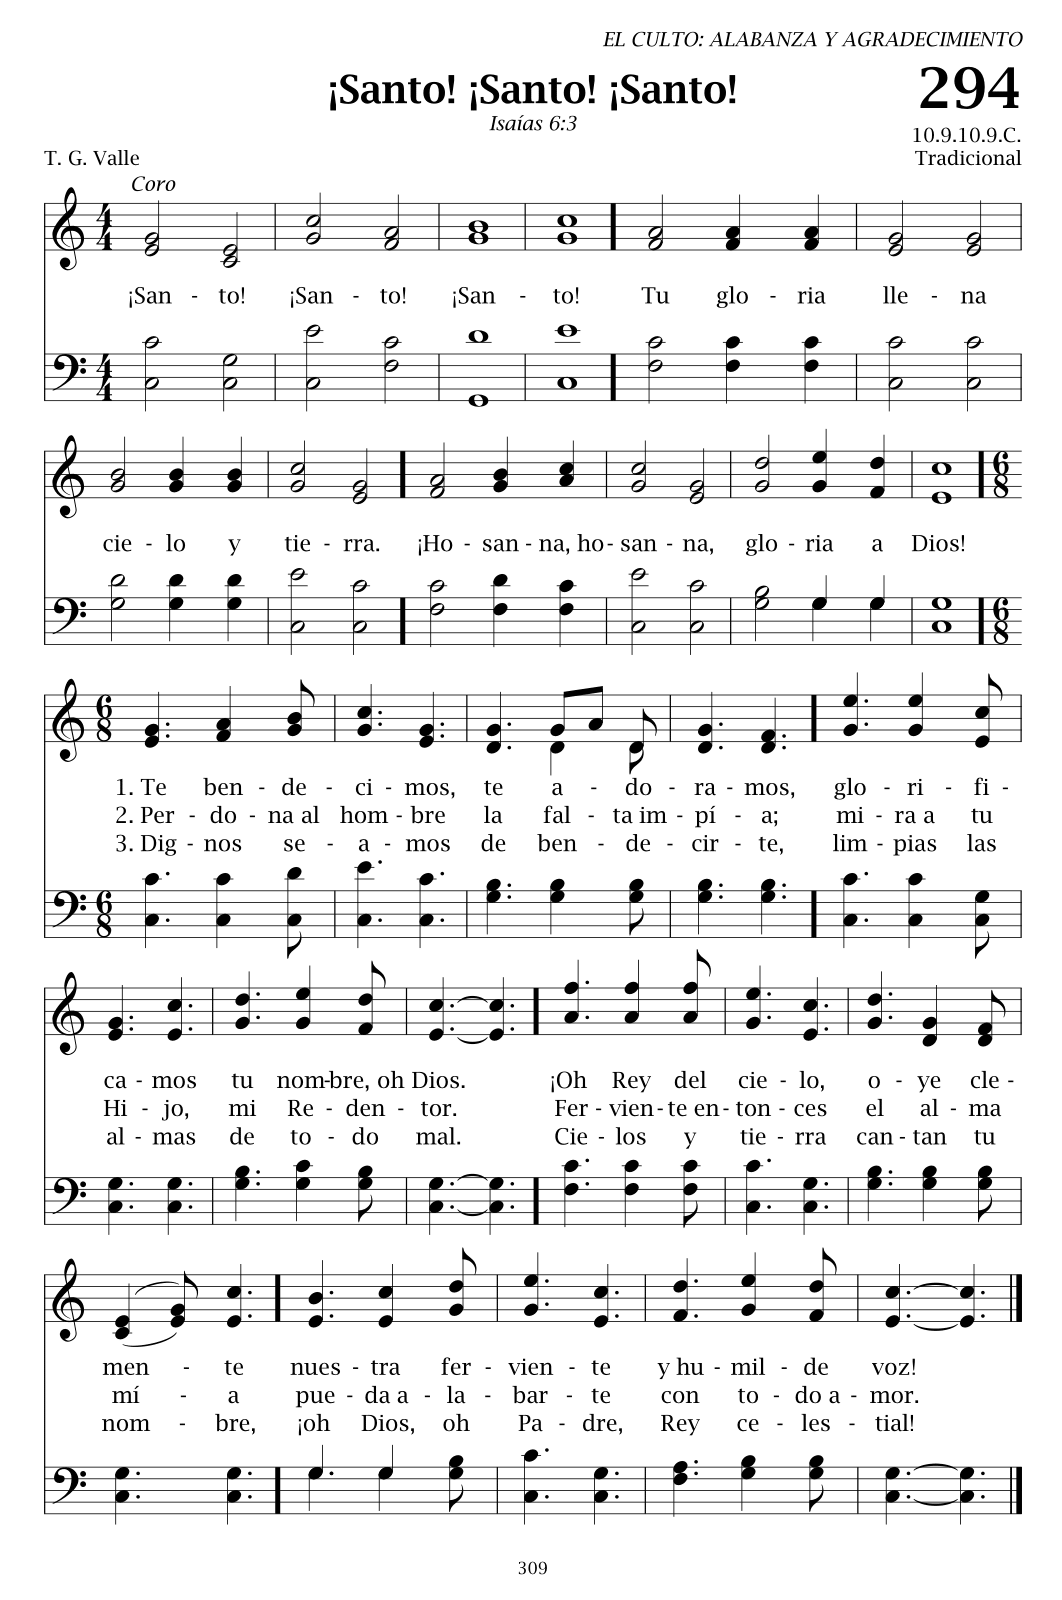 EL CULTO: ALABANZA Y AGRADECIMIENTO
¡Santo! ¡Santo! ¡Santo!
294
Isaías 6:3
10.9.10.9.C.
T. G. Valle
Tradicional
Coro
¡San - to! ¡San - to! ¡San - to! Tu glo - ria lle - na
cie - lo y tie - rra. ¡Ho - san - na, ho - san - na, glo - ria a Dios!
1. Te ben - de - ci - mos, te a - do - ra - mos, glo - ri - fi -
2. Per - do - na al hom - bre la fal - ta im - pí - a; mi - ra a tu
3. Dig - nos se - a - mos de ben - de - cir - te, lim - pias las
ca - mos tu nom-bre, oh Dios. ¡Oh Rey del cie - lo, o - ye cle -
Hi - jo, mi Re - den - tor. Fer - vien - te en - ton - ces el al - ma
al - mas de to - do mal. Cie - los y tie - rra can - tan tu
men - te nues - tra fer - vien - te y hu - mil - de voz!
mí - a pue - da a - la - bar - te con to - do a - mor.
nom - bre, ¡oh Dios, oh Pa - dre, Rey ce - les - tial!
309